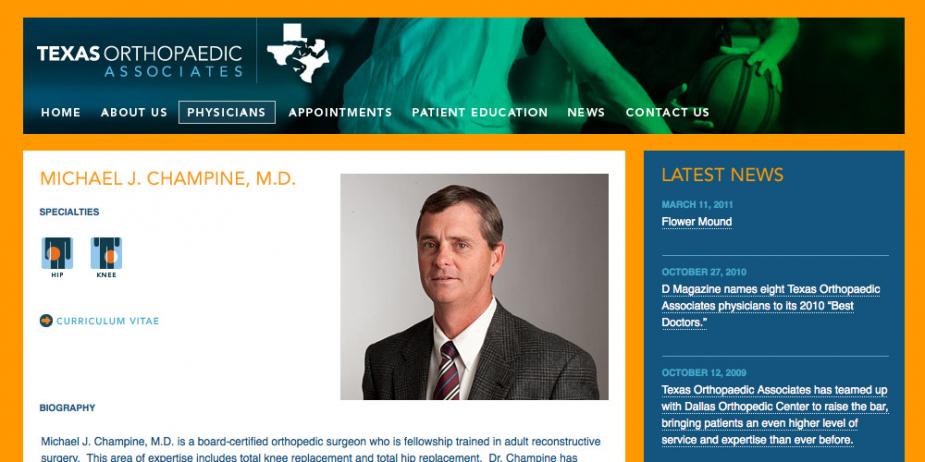 TEXAS ORTHOPAEDIC
ASSOCIATES
HOME ABOUT US PHYSICIANS APPOINTMENTS PATIENT EDUCATION NEWS CONTACT US
MICHAEL J. CHAMPINE, M.D.
SPECIALTIES
HIP KNEE
CURRICULUM VITAE
BIOGRAPHY
Michael J. Champine, M.D. is a board-certified orthopedic surgeon who is fellowship trained in adult reconstructive
surgery. This area of expertise includes total knee replacement and total hip replacement. Dr. Champine has
LATEST NEWS
MARCH 11, 2011
Flower Mound
OCTOBER 27, 2010
D Magazine names eight Texas Orthopaedic
Associates physicians to its 2010 “Best
Doctors.”
OCTOBER 12, 2009
Texas Orthopaedic Associates has teamed up
with Dallas Orthopedic Center to raise the bar,
bringing patients an even higher level of
service and expertise than ever before.